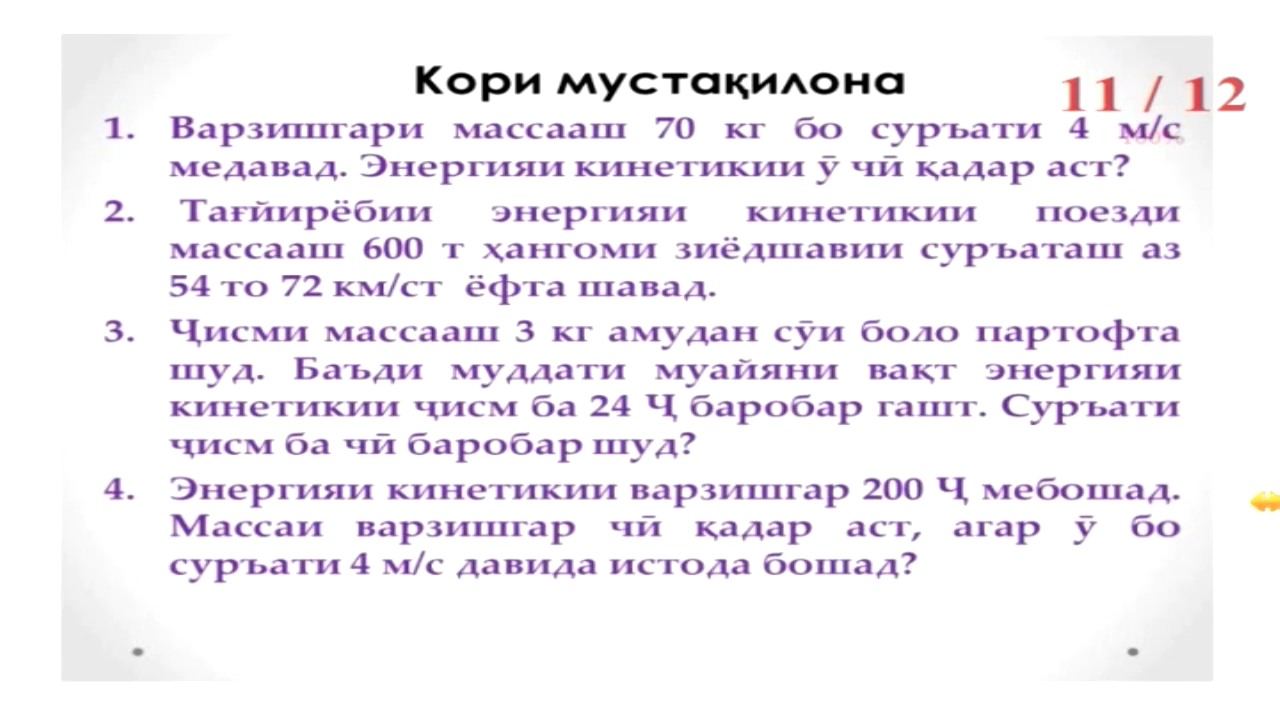 Кори мустақилона
11 / 12
100%
1. Варзишгари массааш 70 кг бо суръати 4 м/с
медавад. Энергияи кинетикии ӯ чӣ қадар аст?
2. Тағйирёбии энергияи кинетикии поезди
массааш 600 т ҳангоми зиёдшавии суръаташ аз
54 то 72 км/ст ёфта шавад.
3. Ҷисми массааш 3 кг амудан сӯи боло партофта
шуд. Баъди муддати муайяни вақт энергияи
кинетикии ҷисм ба 24 Ҷ баробар гашт. Суръати
ҷисм ба чӣ баробар шуд?
4. Энергияи кинетикии варзишгар 200 Ҷ мебошад.
Массаи варзишгар чӣ қадар аст, агар ӯ бо
суръати 4 м/с давида истода бошад?